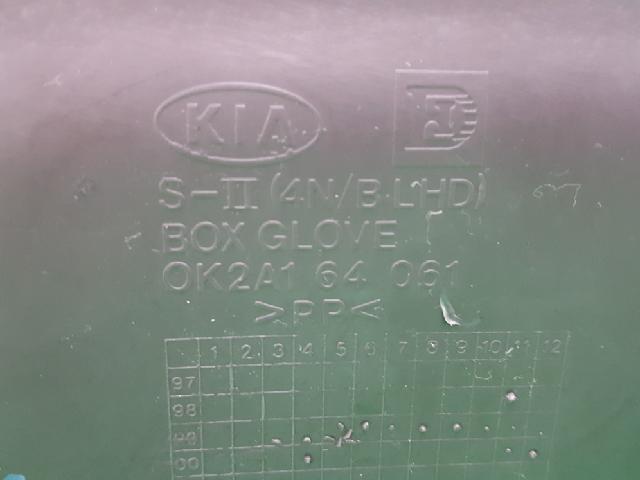 KIA
S-II (4N/B LHD)
BOX GLOVE
OK2A1 64 061
>PP<
1 2 3 4 5 6 7 8 9 10 11 12
97
98
99
00